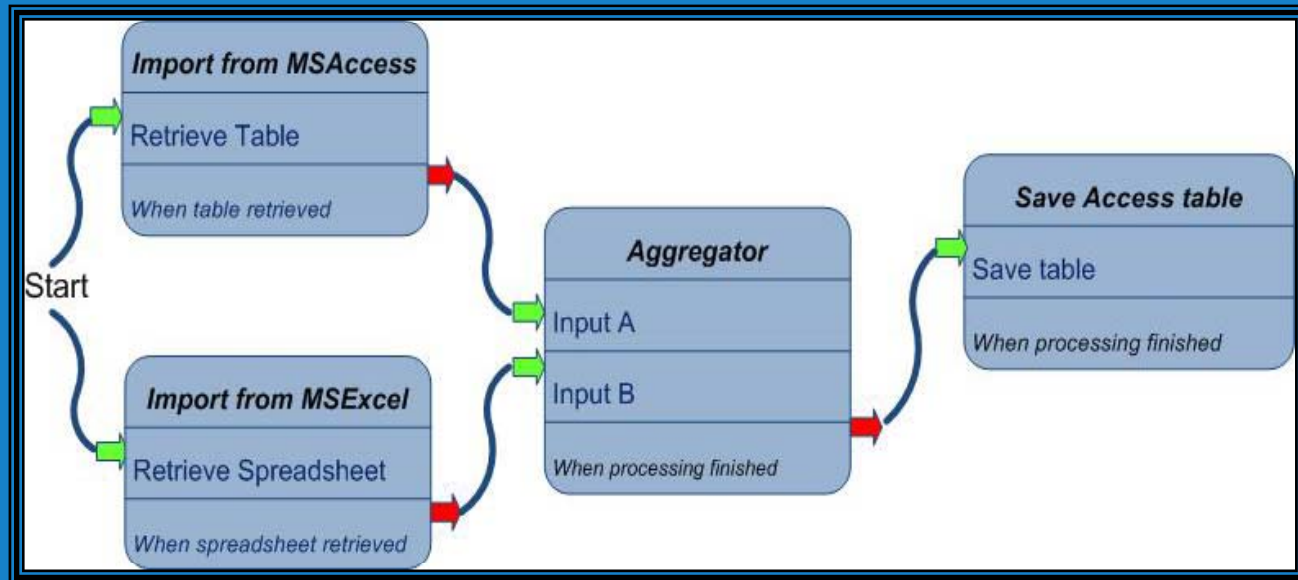 Import from MSAccess
Retrieve Table
When table retrieved
Start
Import from MSExcel
Retrieve Spreadsheet
When spreadsheet retrieved
Aggregator
Input A
Input B
When processing finished
Save Access table
Save table
When processing finished